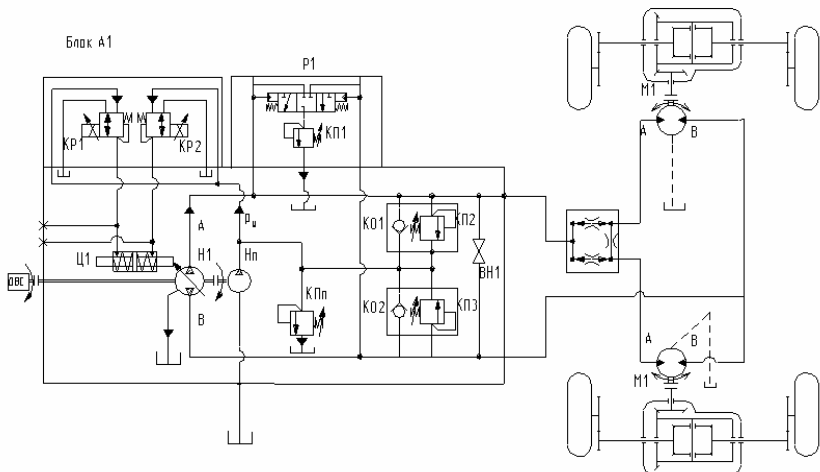 Блок А1
Р1
М1
А
В
КР1
КР2
КП1
А
Рц
КО1
КП2
Ц1
Н1
Нп
ВН1
ДВС
КПп
КО2
КП3
В
А
В
М1